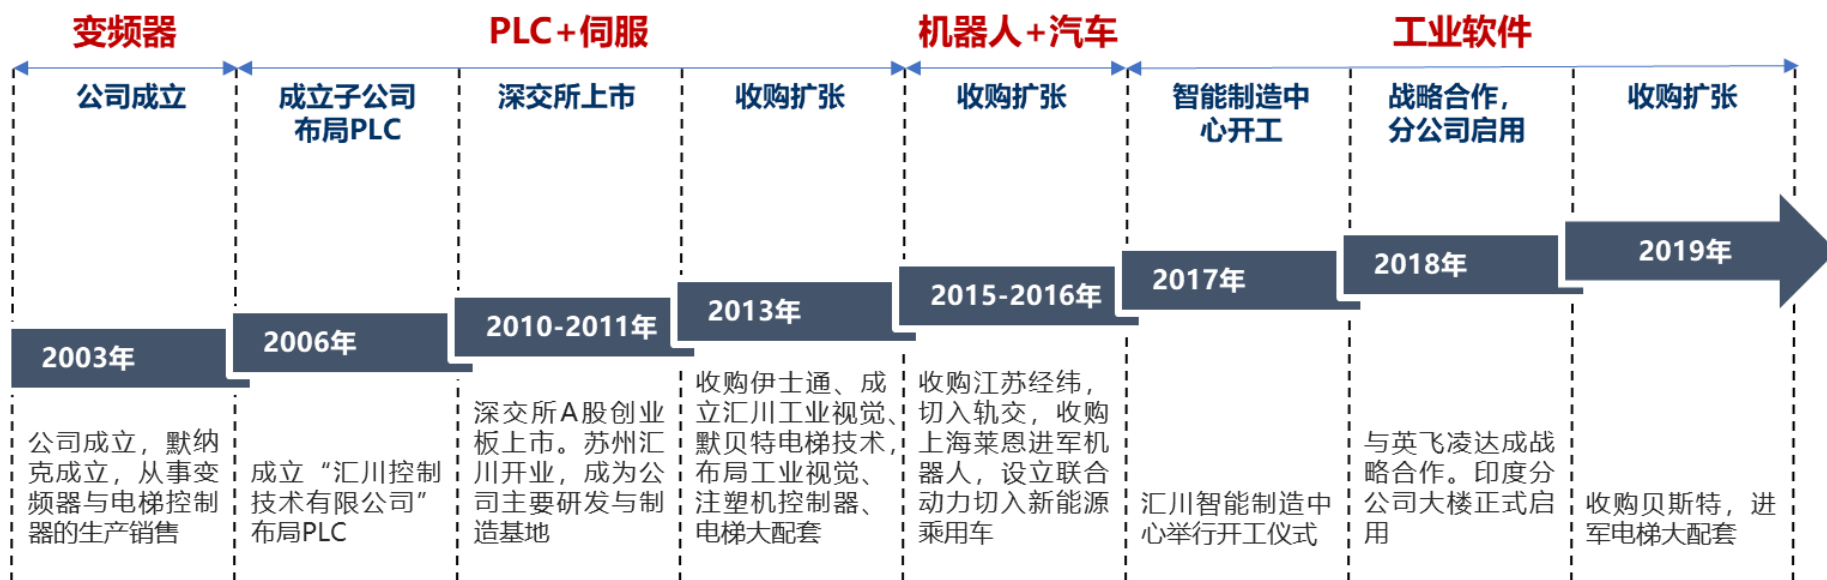 变频器
PLC+伺服
机器人+汽车
工业软件
公司成立
成立子公司
布局PLC
深交所上市
收购扩张
收购扩张
智能制造中
心开工
战略合作，
分公司启用
收购扩张
2003年
2006年
2010-2011年
2013年
2015-2016年
2017年
2018年
2019年
公司成立，默纳
克成立，从事变
频器与电梯控制
器的生产销售
成立“汇川控制
技术有限公司”
布局PLC
深交所A股创业
板上市。苏州汇
川开业，成为公
司主要研发与制
造基地
收购伊士通、成
立汇川工业视觉、
默贝特电梯技术，
布局工业视觉、
注塑机控制器、
电梯大配套
收购江苏经纬，
切入轨交，收购
上海莱恩进军机
器人，设立联合
动力切入新能源
乘用车
汇川智能制造中
心举行开工仪式
与英飞凌达成战
略合作。印度分
公司大楼正式启
用
收购贝斯特，进
军电梯大配套